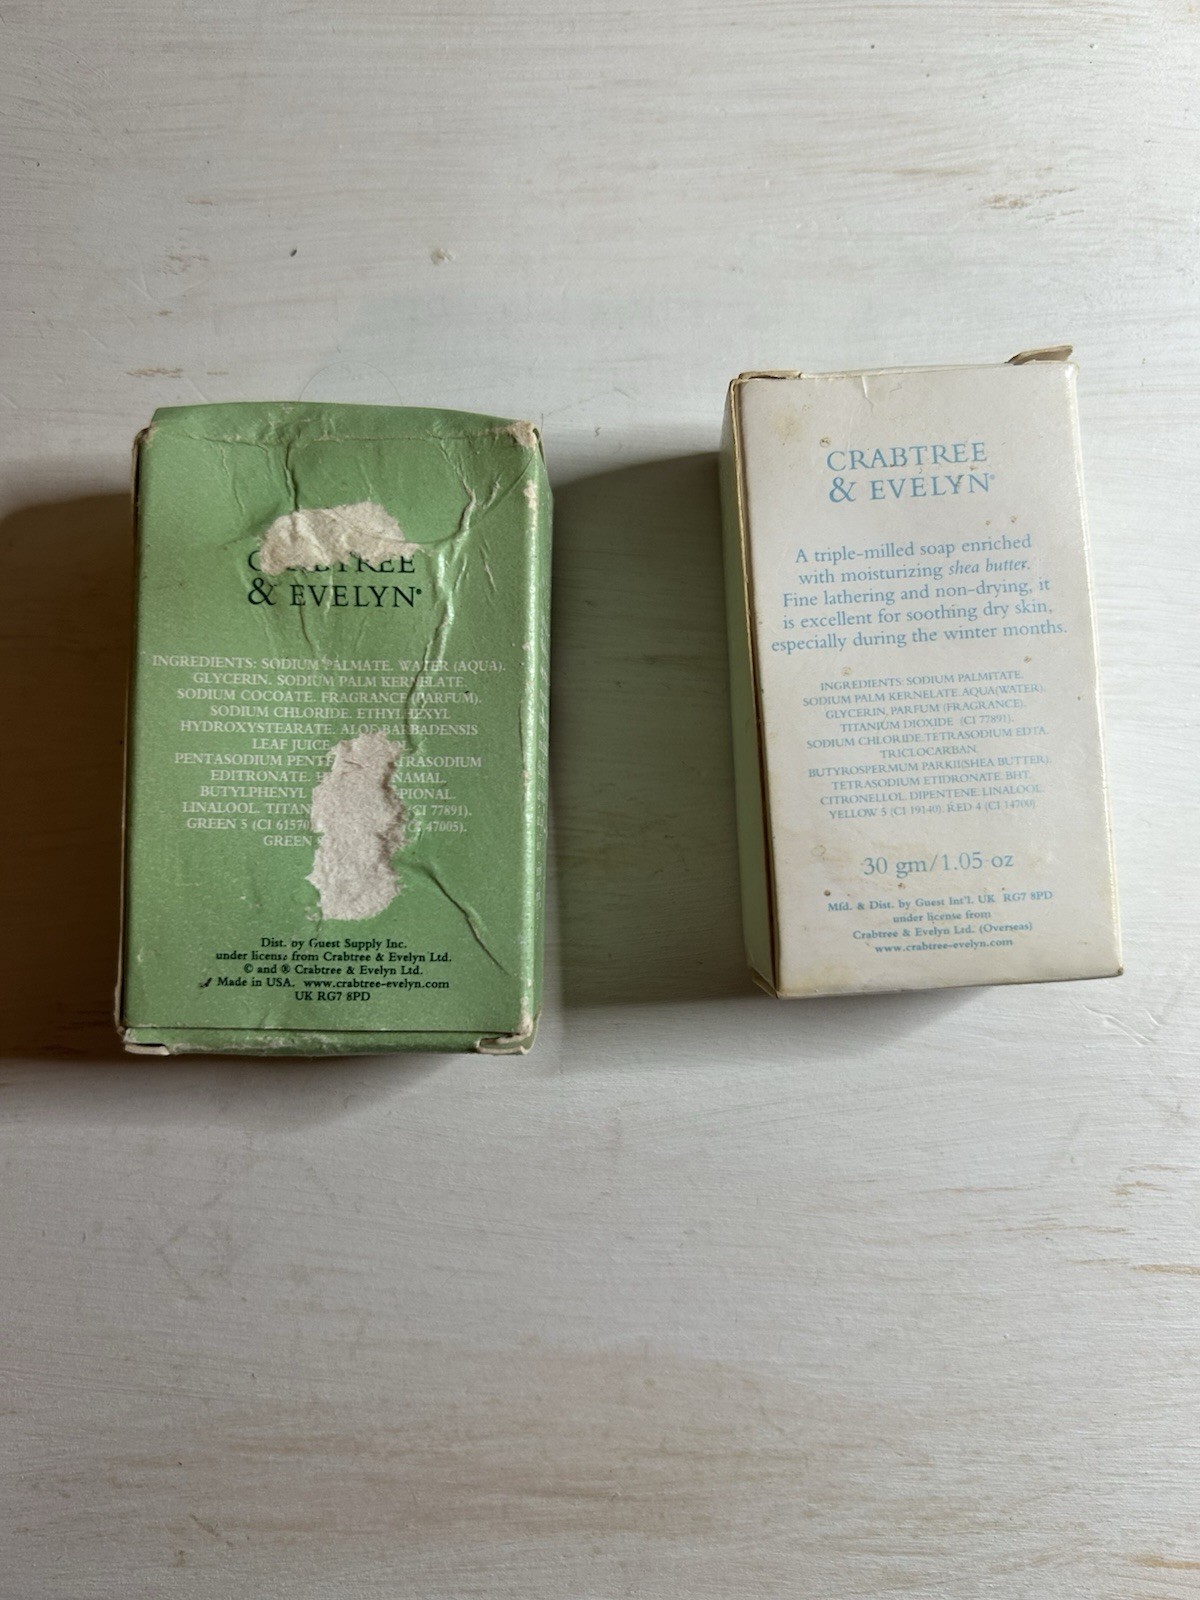 & EVELYN®
INGREDIENTS: SODIUM PALMATE. WATER (AQUA).
GLYCERIN. SODIUM PALM KERNELATE.
SODIUM COCOATE. FRAGRANCE (PARFUM).
SODIUM CHLORIDE. ETHYLHEXYL
HYDROXYSTEARATE. ALOE BARBADENSIS
LEAF JUICE.
PENTASODIUM
EDITRONATE.
BUTYLPHENYL
LINALOOL. (CI 77891).
GREEN 5 (CI 61570 47005).
GREEN
Dist. by Guest Supply Inc.
under license from Crabtree & Evelyn Ltd.
© and ® Crabtree & Evelyn Ltd.
Made in USA. www.crabtree-evelyn.com
UK RG7 8PD
CRABTREE
& EVELYN®
A triple-milled soap enriched
with moisturizing shea butter.
Fine lathering and non-drying, it
is excellent for soothing dry skin,
especially during the winter months.
INGREDIENTS: SODIUM PALMITATE.
SODIUM PALM KERNELATE. AQUA(WATER).
GLYCERIN, PARFUM (FRAGRANCE).
TITANIUM DIOXIDE (CI 77891).
SODIUM CHLORIDE. TETRASODIUM EDTA.
TRICLOCARBAN.
BUTYROSPERMUM PARKII(SHEA BUTTER).
TETRASODIUM ETIDRONATE. BHT.
CITRONELLOL. DIPENTENE. LINALOOL.
YELLOW 5 (CI 19140). RED 4 (CI 14700).
30 gm/1.05 oz
Mfd. & Dist. by Guest Int'l. UK RG7 8PD
under license from
Crabtree & Evelyn Ltd. (Overseas)
www.crabtree-evelyn.com